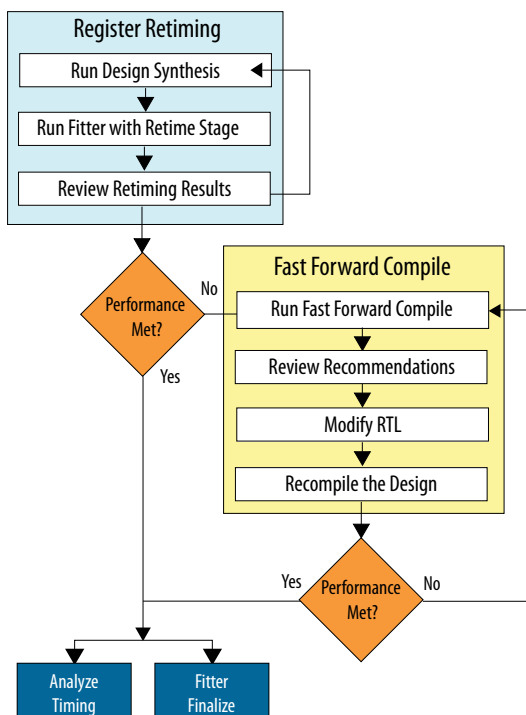 Register Retiming
Run Design Synthesis
Run Fitter with Retime Stage
Review Retiming Results
Performance
Met?
No
Yes
Fast Forward Compile
Run Fast Forward Compile
Review Recommendations
Modify RTL
Recompile the Design
Yes
Performance
Met?
No
Analyze
Timing
Fitter
Finalize